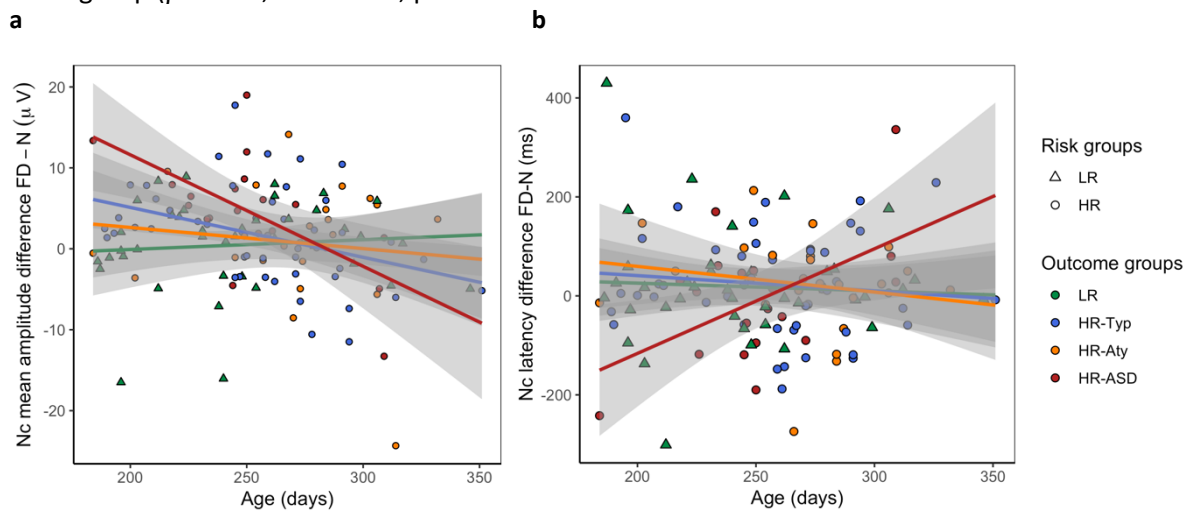 a
b
Nc mean amplitude difference FD – N (μ V)
20
10
0
-10
-20
200
250
300
350
Age (days)
Nc latency difference FD-N (ms)
400
200
0
-200
200
250
300
350
Age (days)
Risk groups
LR
HR
Outcome groups
LR
HR-Typ
HR-Aty
HR-ASD